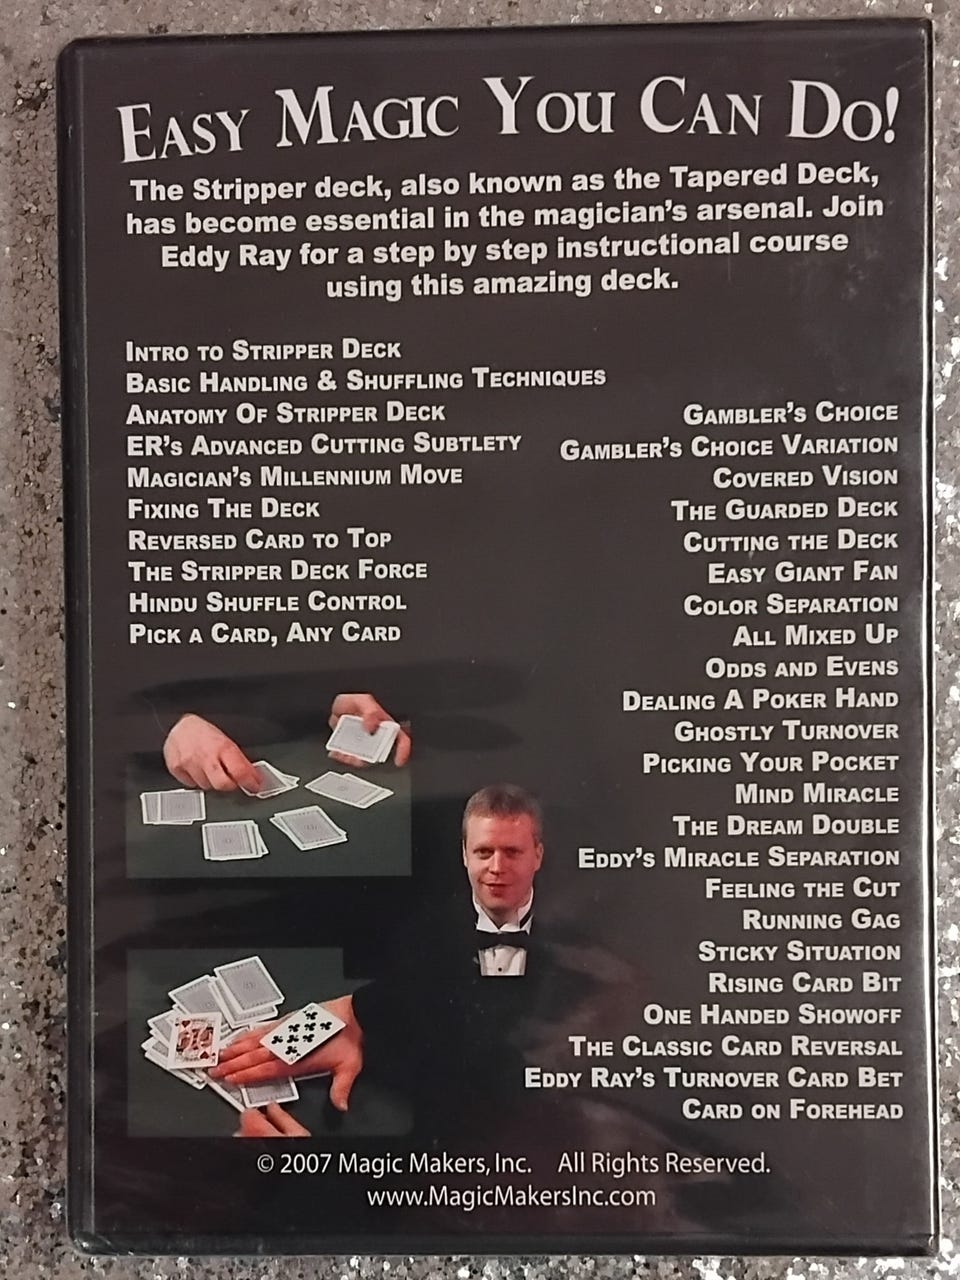 Easy Magic You Can Do!
The Stripper deck, also known as the Tapered Deck,
has become essential in the magician's arsenal. Join
Eddy Ray for a step by step instructional course
using this amazing deck.
Intro to Stripper Deck
Basic Handling & Shuffling Techniques
Anatomy Of Stripper Deck
ER's Advanced Cutting Subtlety
Magician's Millennium Move
Fixing The Deck
Reversed Card to Top
The Stripper Deck Force
Hindu Shuffle Control
Pick a Card, Any Card
Gambler's Choice
Gambler's Choice Variation
Covered Vision
The Guarded Deck
Cutting the Deck
Easy Giant Fan
Color Separation
All Mixed Up
Odds and Evens
Dealing A Poker Hand
Ghostly Turnover
Picking Your Pocket
Mind Miracle
The Dream Double
Eddy's Miracle Separation
Feeling the Cut
Running Gag
Sticky Situation
Rising Card Bit
One Handed Showoff
The Classic Card Reversal
Eddy Ray's Turnover Card Bet
Card on Forehead
© 2007 Magic Makers, Inc. All Rights Reserved.
www.MagicMakersInc.com